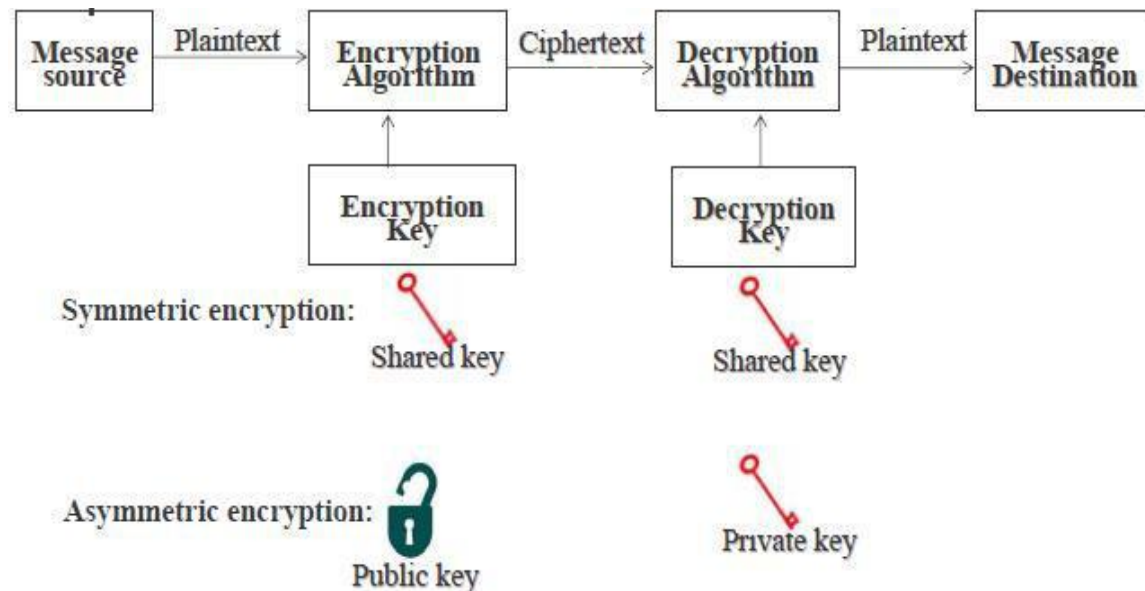 Message
source
Plaintext
Encryption
Algorithm
Ciphertext
Decryption
Algorithm
Plaintext
Message
Destination
Encryption
Key
Decryption
Key
Symmetric encryption:
Shared key
Shared key
Asymmetric encryption:
Public key
Private key